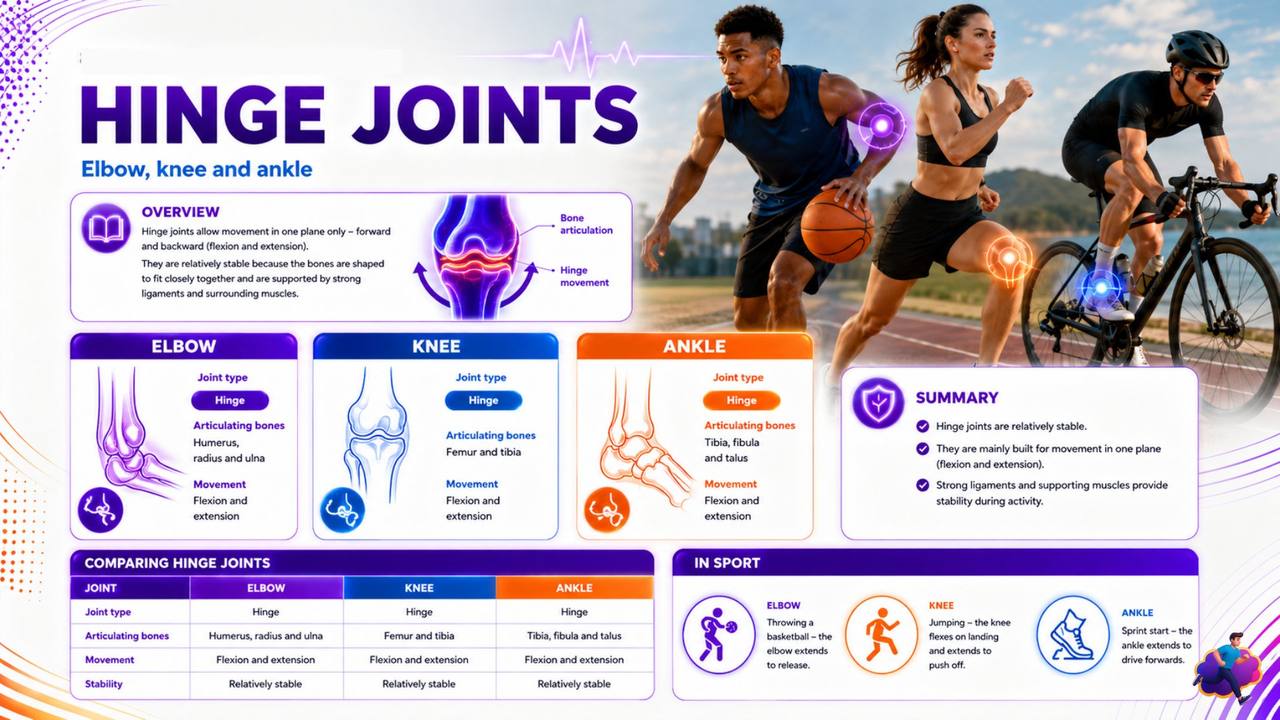 HINGE JOINTS
Elbow, knee and ankle
OVERVIEW
Hinge joints allow movement in one plane only – forward
and backward (flexion and extension).
They are relatively stable because the bones are shaped
to fit closely together and are supported by strong
ligaments and surrounding muscles.
Bone
articulation
Hinge
movement
ELBOW
Joint type
Hinge
Articulating bones
Humerus,
radius and ulna
Movement
Flexion and
extension
KNEE
Joint type
Hinge
Articulating bones
Femur and tibia
Movement
Flexion and
extension
ANKLE
Joint type
Hinge
Articulating bones
Tibia, fibula
and talus
Movement
Flexion and
extension
SUMMARY
Hinge joints are relatively stable.
They are mainly built for movement in one plane
(flexion and extension).
Strong ligaments and supporting muscles provide
stability during activity.
COMPARING HINGE JOINTS
JOINT ELBOW KNEE ANKLE
Joint type Hinge Hinge Hinge
Articulating bones Humerus, radius and ulna Femur and tibia Tibia, fibula and talus
Movement Flexion and extension Flexion and extension Flexion and extension
Stability Relatively stable Relatively stable Relatively stable
IN SPORT
ELBOW
Throwing a
basketball – the
elbow extends
to release.
KNEE
Jumping – the knee
flexes on landing
and extends to
push off.
ANKLE
Sprint start – the
ankle extends to
drive forwards.